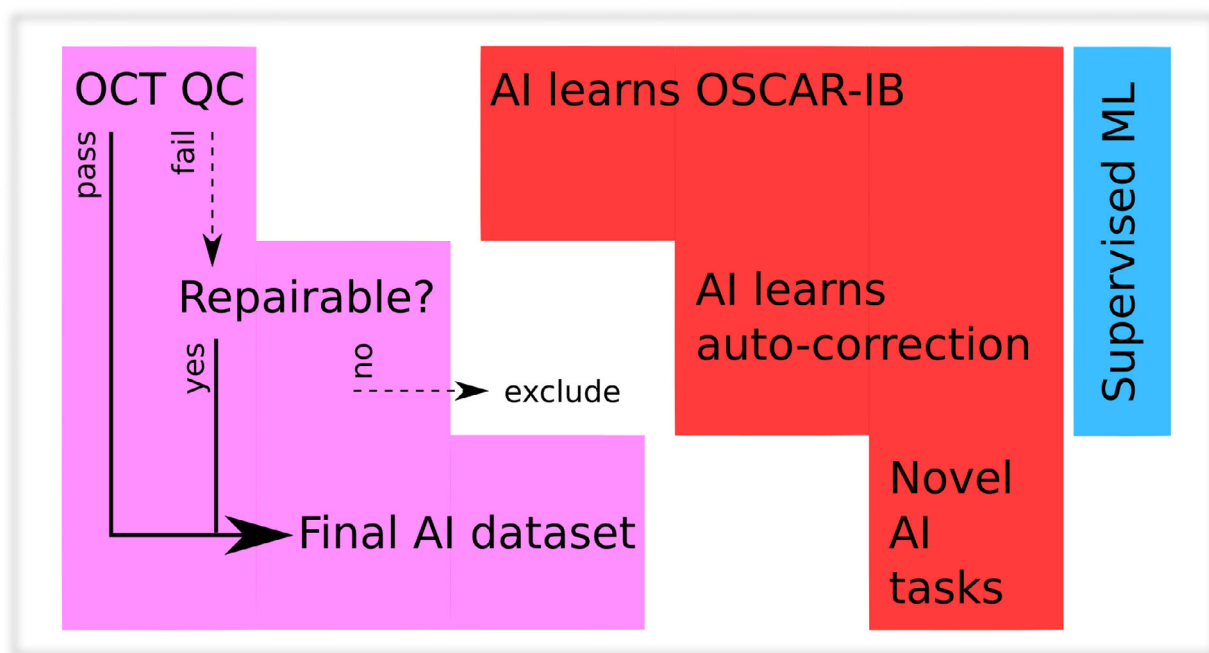 OCT QC
pass
fail
Repairable?
yes
no
exclude
Final AI dataset
AI learns OSCAR-IB
AI learns
auto-correction
Novel
AI
tasks
Supervised ML